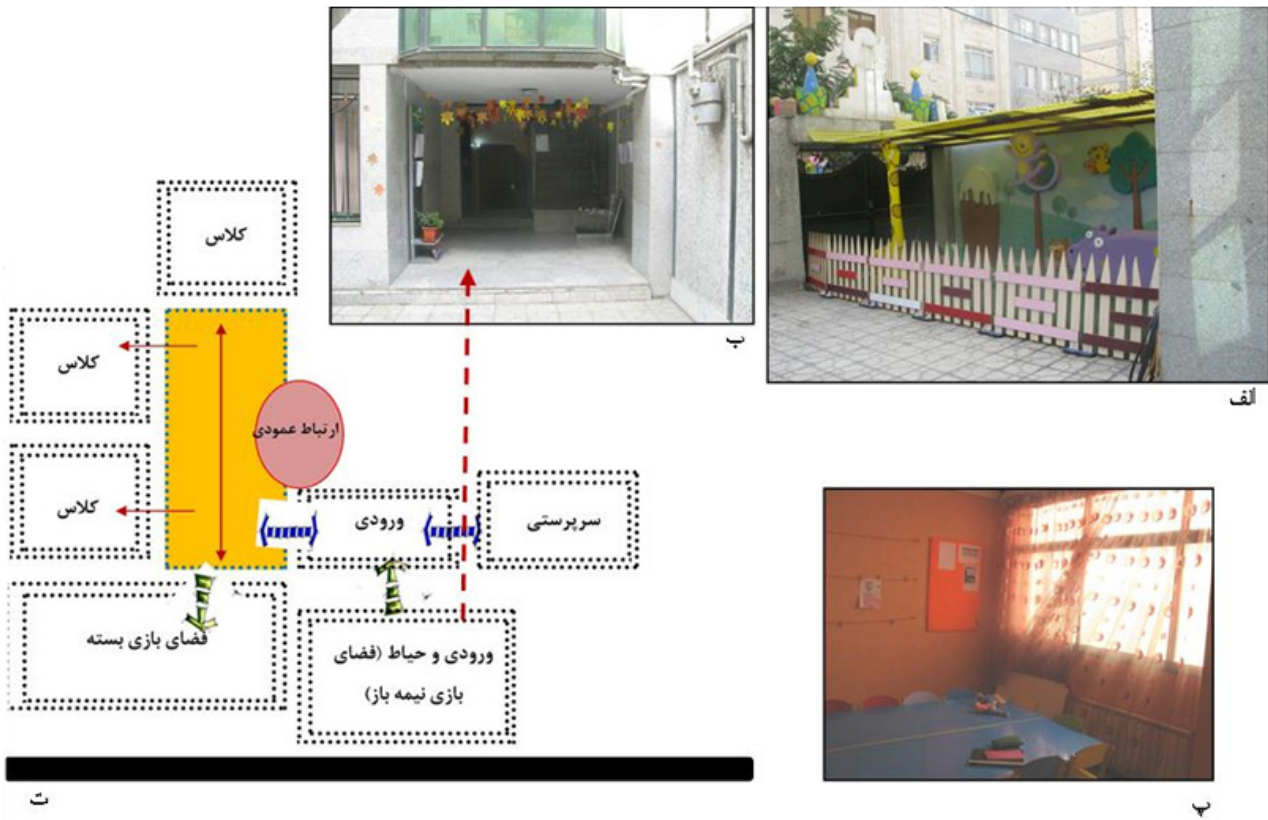 الف
ب
کلاس
کلاس
ارتباط عمودی
کلاس
ورودی
سرپرستی
فضای بازی بسته
ورودی و حیاط (فضای
بازی نیمه باز)
پ
ت